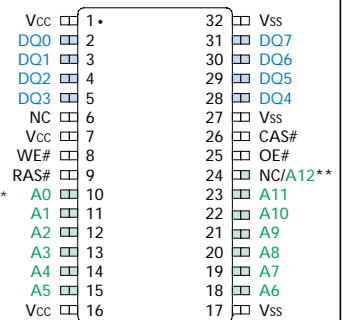 Vcc 1 • 32 Vss
DQ0 2 31 DQ7
DQ1 3 30 DQ6
DQ2 4 29 DQ5
DQ3 5 28 DQ4
NC 6 27 Vss
Vcc 7 26 CAS#
WE# 8 25 OE#
RAS# 9 24 NC/A12**
* A0 10 23 A11
A1 11 22 A10
A2 12 21 A9
A3 13 20 A8
A4 14 19 A7
A5 15 18 A6
Vcc 16 17 Vss